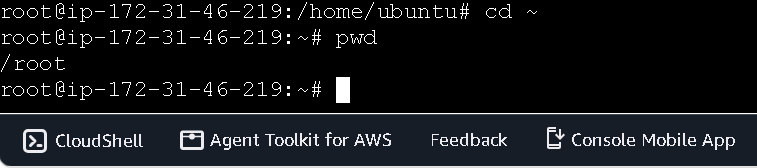 root@ip-172-31-46-219:/home/ubuntu# cd ~
root@ip-172-31-46-219:~# pwd
/root
root@ip-172-31-46-219:~#
CloudShell Agent Toolkit for AWS Feedback Console Mobile App